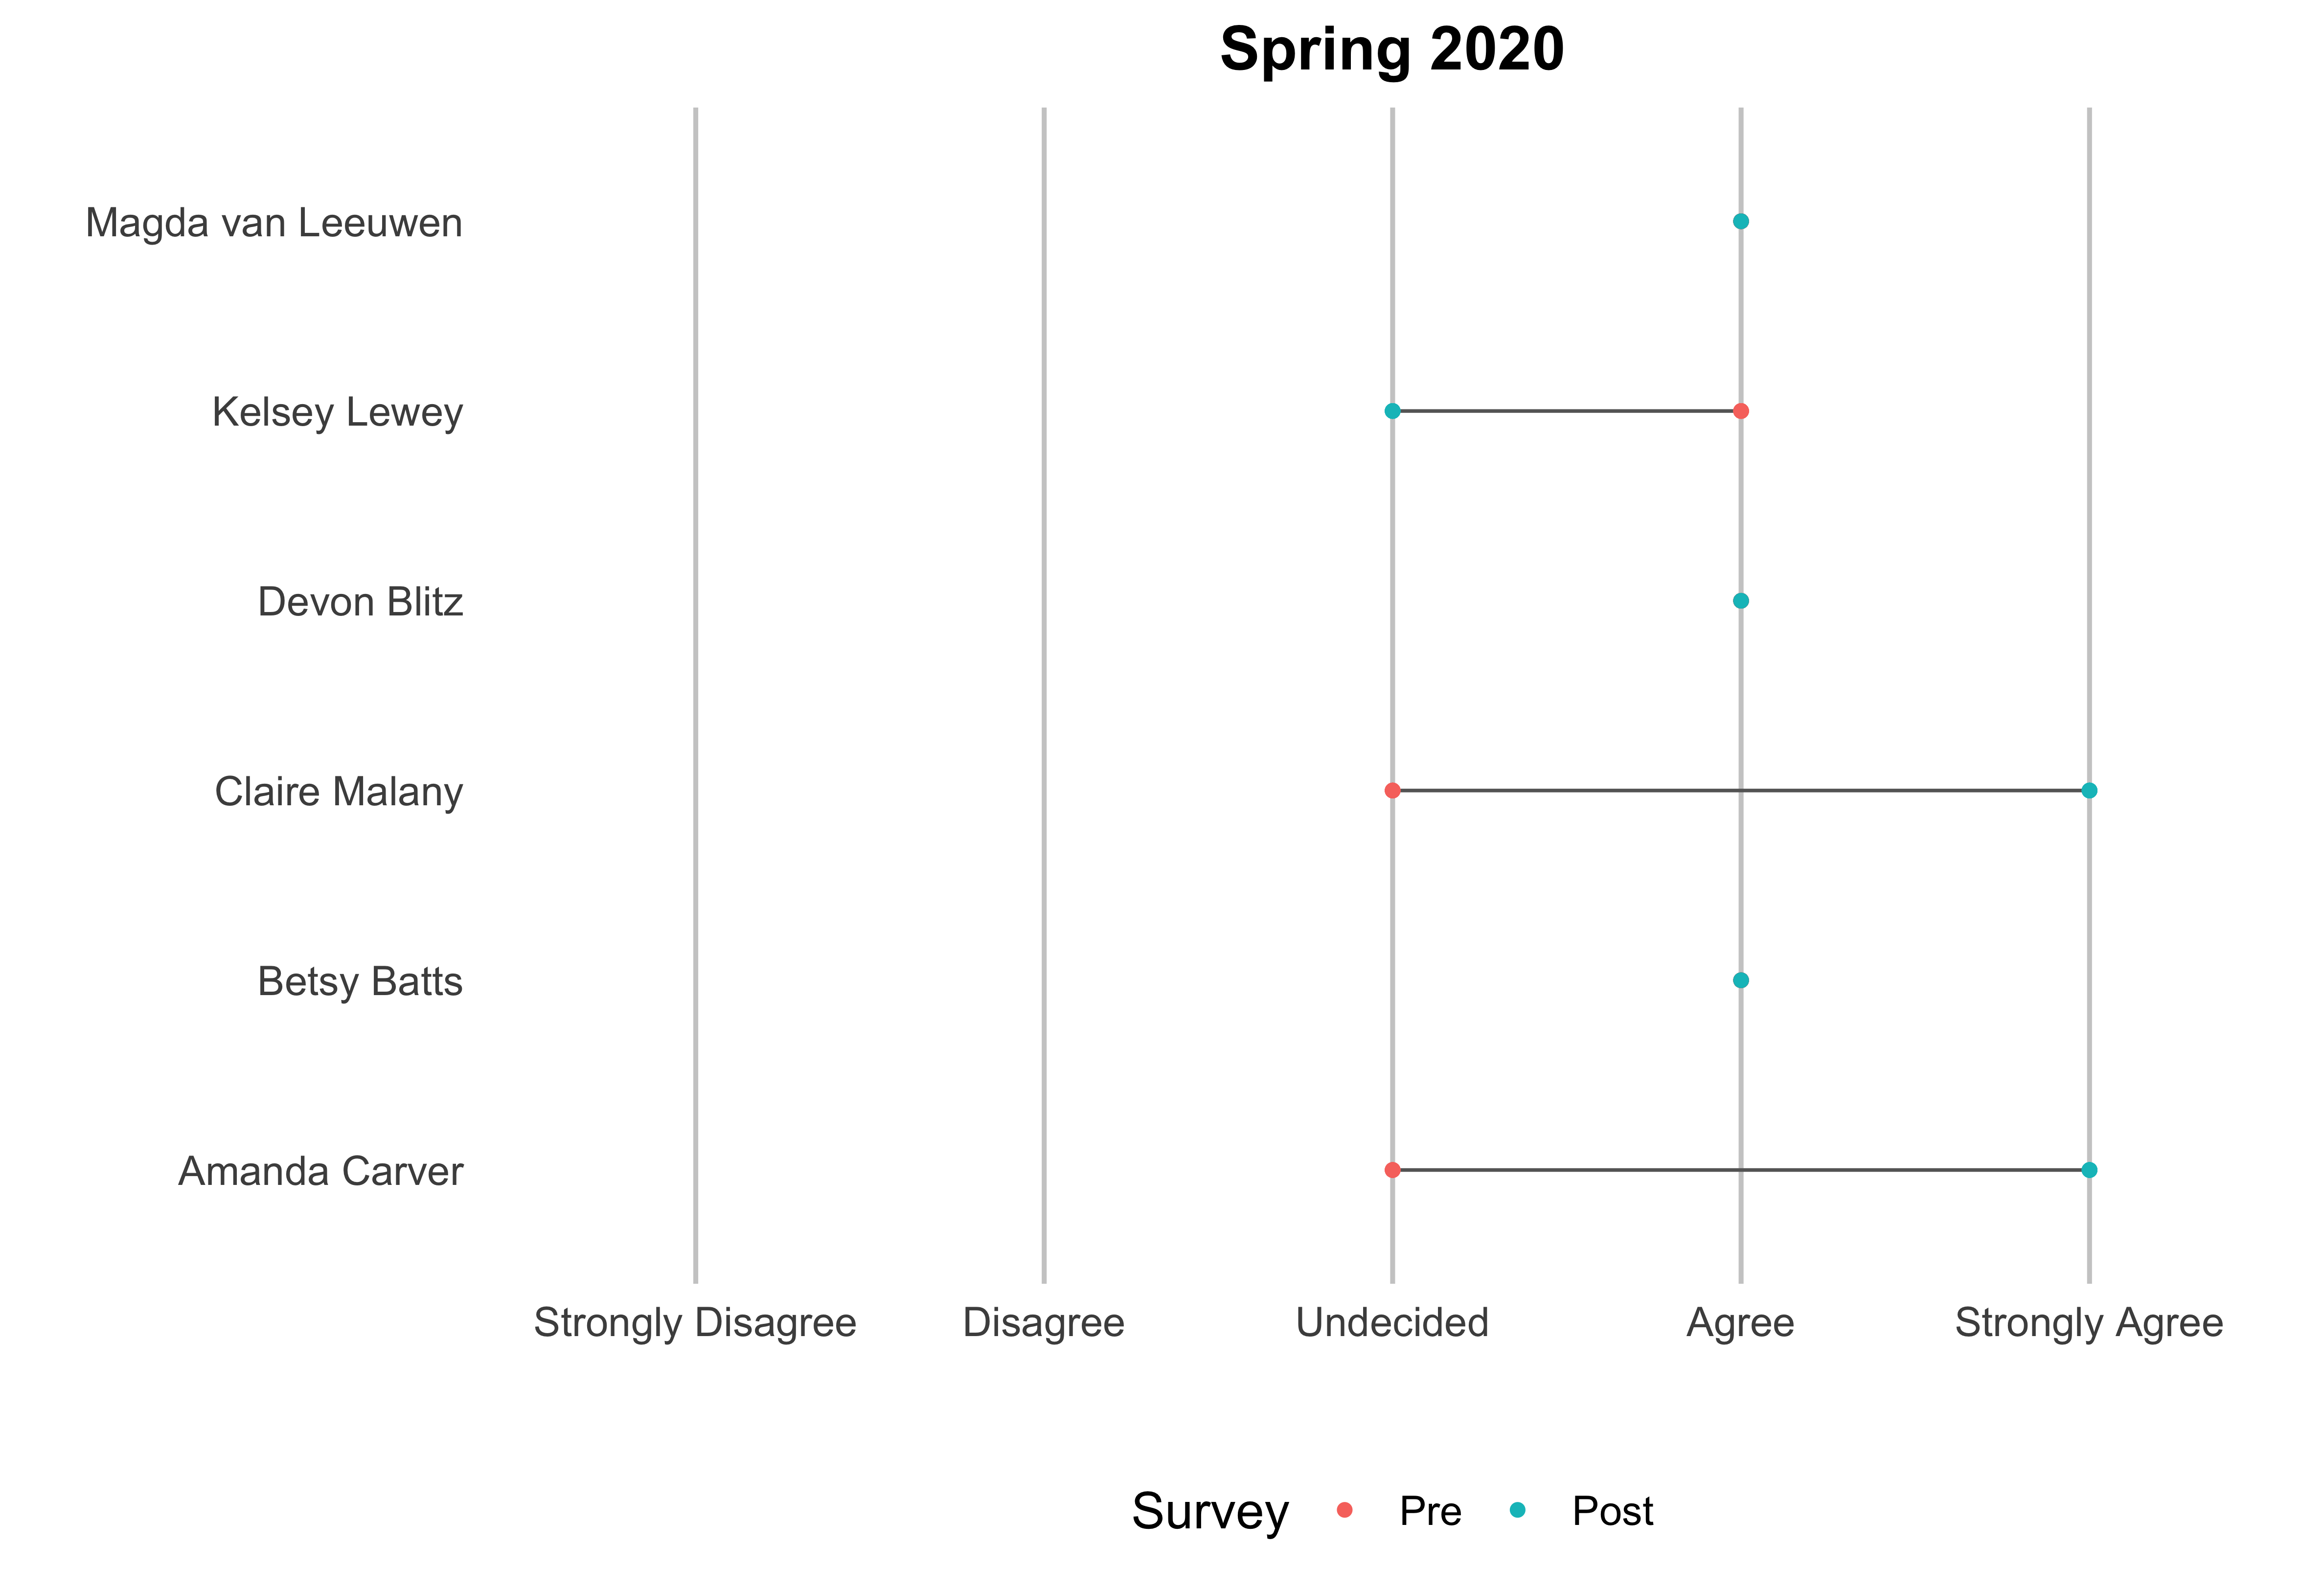 Spring 2020
Magda van Leeuwen
Kelsey Lewey
Devon Blitz
Claire Malany
Betsy Batts
Amanda Carver
Strongly Disagree Disagree Undecided Agree Strongly Agree
Survey Pre Post